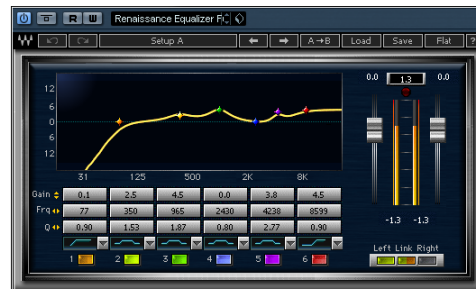 R W Renaissance Equalizer F
Setup A A→B Load Save Flat ?
12
6
0
6
12
31 125 500 2K 8K
0.0 1.3 0.0
Gain 0.1 2.5 4.5 0.0 3.8 4.5
Frq 77 350 965 2430 4238 8599
Q 0.90 1.53 1.87 0.80 2.77 0.90
-1.3 -1.3
1 2 3 4 5 6
Left Link Right